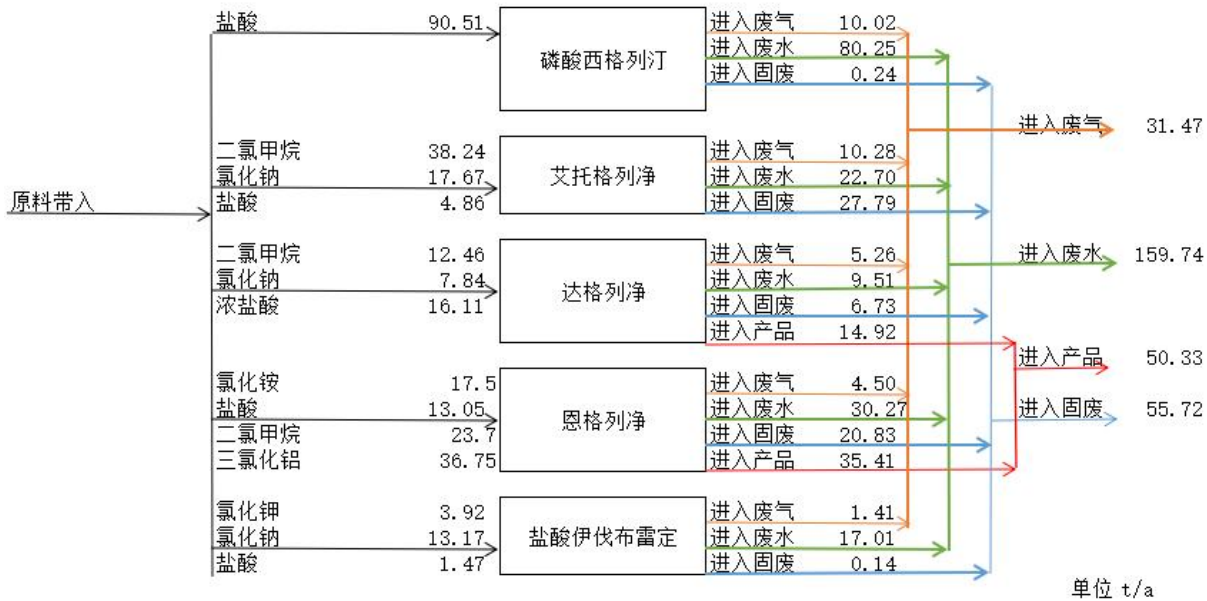 盐酸 90.51
磷酸西格列汀
进入废气 10.02
进入废水 80.25
进入固废 0.24
进入废气 31.47
二氯甲烷 38.24
氯化钠 17.67
盐酸 4.86
艾托格列净
进入废气 10.28
进入废水 22.70
进入固废 27.79
原料带入
二氯甲烷 12.46
氯化钠 7.84
浓盐酸 16.11
达格列净
进入废气 5.26
进入废水 9.51
进入固废 6.73
进入产品 14.92
进入废水 159.74
进入产品 50.33
氯化铵 17.5
盐酸 13.05
二氯甲烷 23.7
三氯化铝 36.75
恩格列净
进入废气 4.50
进入废水 30.27
进入固废 20.83
进入产品 35.41
进入固废 55.72
氯化钾 3.92
氯化钠 13.17
盐酸 1.47
盐酸伊伐布雷定
进入废气 1.41
进入废水 17.01
进入固废 0.14
单位 t/a